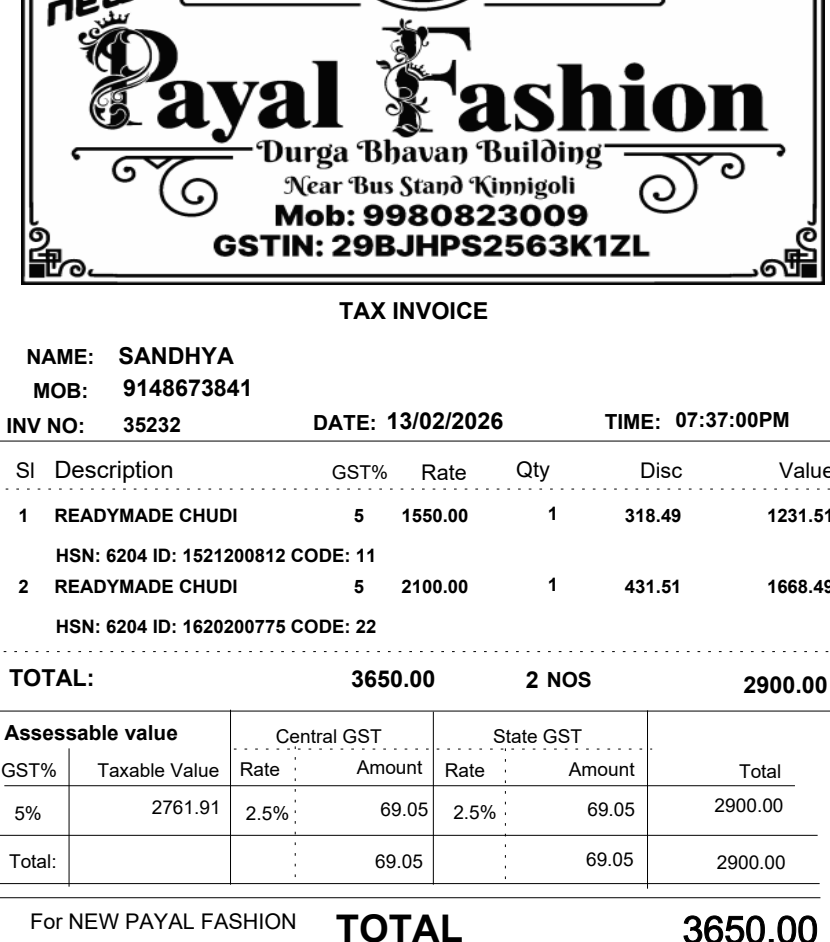 new
Payal Fashion
Durga Bhavan Building
Near Bus Stand Kinnigoli
Mob: 9980823009
GSTIN: 29BJHPS2563K1ZL
TAX INVOICE
NAME: SANDHYA
MOB: 9148673841
INV NO: 35232 DATE: 13/02/2026 TIME: 07:37:00PM
Sl Description GST% Rate Qty Disc Value
1 READYMADE CHUDI 5 1550.00 1 318.49 1231.51
HSN: 6204 ID: 1521200812 CODE: 11
2 READYMADE CHUDI 5 2100.00 1 431.51 1668.49
HSN: 6204 ID: 1620200775 CODE: 22
TOTAL: 3650.00 2 NOS 2900.00
Assessable value Central GST State GST
GST% Taxable Value Rate Amount Rate Amount Total
5% 2761.91 2.5% 69.05 2.5% 69.05 2900.00
Total: 69.05 69.05 2900.00
For NEW PAYAL FASHION TOTAL 3650.00